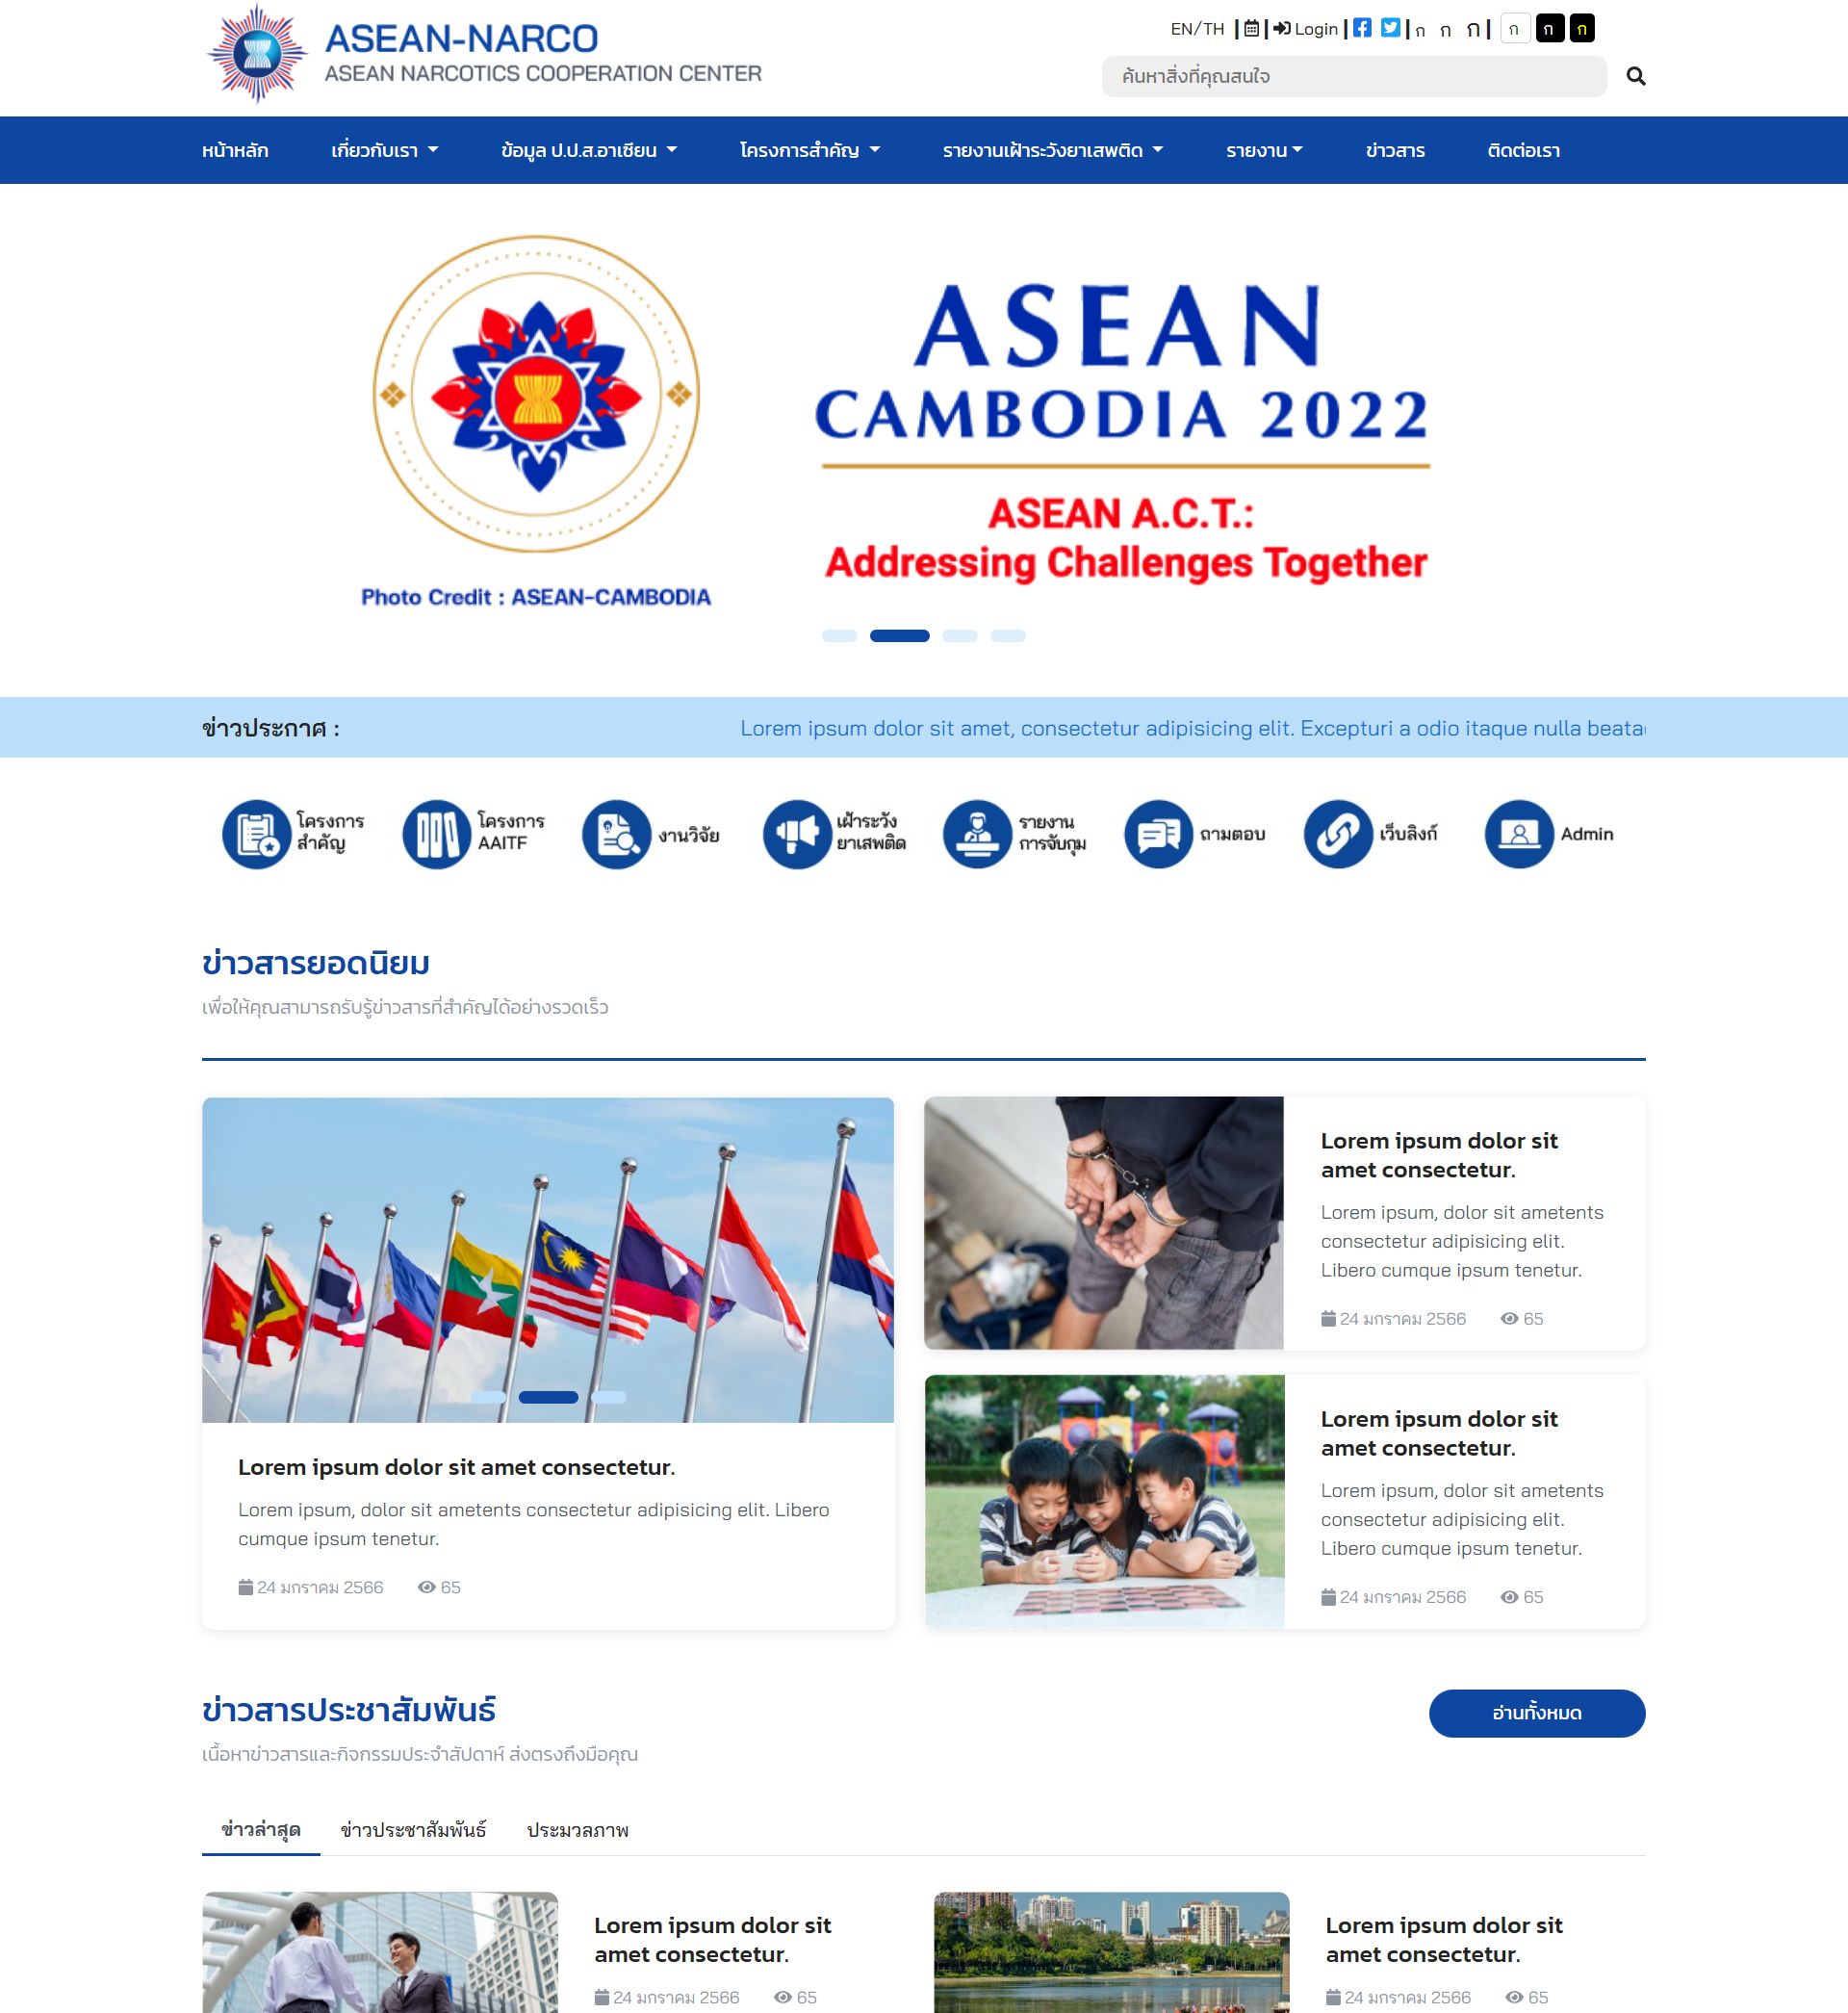 ASEAN-NARCO
ASEAN NARCOTICS COOPERATION CENTER
EN/TH | | Login | | ก ก ก | ก ก ก
ค้นหาสิ่งที่คุณสนใจ
หน้าหลัก เกี่ยวกับเรา ข้อมูล ป.ป.ส.อาเซียน โครงการสำคัญ รายงานเฝ้าระวังยาเสพติด รายงาน ข่าวสาร ติดต่อเรา
ASEAN
CAMBODIA 2022
ASEAN A.C.T.:
Addressing Challenges Together
Photo Credit : ASEAN-CAMBODIA
ข่าวประกาศ :
Lorem ipsum dolor sit amet, consectetur adipisicing elit. Excepturi a odio itaque nulla beata
โครงการ
สำคัญ
โครงการ
AAITF
งานวิจัย
เฝ้าระวัง
ยาเสพติด
รายงาน
การจับกุม
ถามตอบ
เว็บลิงก์
Admin
ข่าวสารยอดนิยม
เพื่อให้คุณสามารถรับรู้ข่าวสารที่สำคัญได้อย่างรวดเร็ว
Lorem ipsum dolor sit amet consectetur.
Lorem ipsum, dolor sit ametents consectetur adipisicing elit. Libero
cumque ipsum tenetur.
24 มกราคม 2566 65
Lorem ipsum dolor sit
amet consectetur.
Lorem ipsum, dolor sit ametents
consectetur adipisicing elit.
Libero cumque ipsum tenetur.
24 มกราคม 2566 65
Lorem ipsum dolor sit
amet consectetur.
Lorem ipsum, dolor sit ametents
consectetur adipisicing elit.
Libero cumque ipsum tenetur.
24 มกราคม 2566 65
ข่าวสารประชาสัมพันธ์
อ่านทั้งหมด
เนื้อหาข่าวสารและกิจกรรมประจำสัปดาห์ ส่งตรงถึงมือคุณ
ข่าวล่าสุด ข่าวประชาสัมพันธ์ ประมวลภาพ
Lorem ipsum dolor sit
amet consectetur.
24 มกราคม 2566 65
Lorem ipsum dolor sit
amet consectetur.
24 มกราคม 2566 65